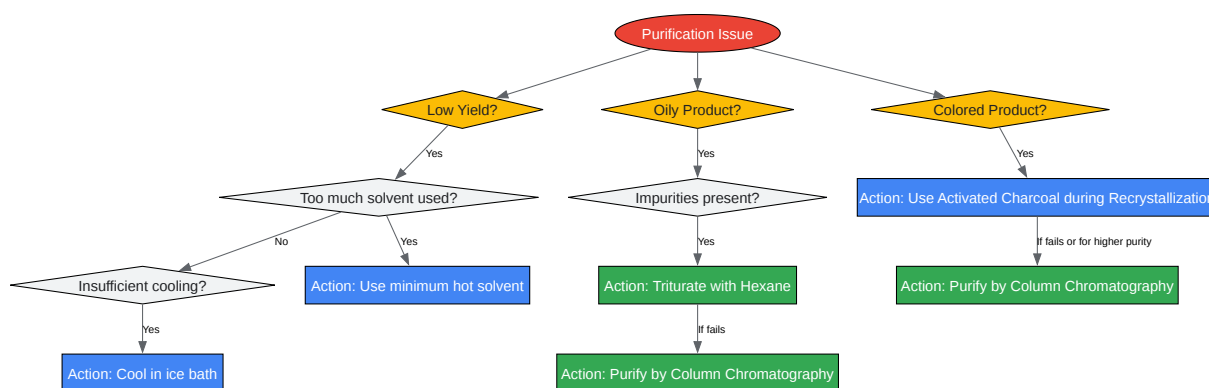 Purification Issue
Low Yield?
Oily Product?
Colored Product?
Yes
Yes
Yes
Too much solvent used?
Impurities present?
Action: Use Activated Charcoal during Recrystallization
No
Yes
Yes
If fails or for higher purity
Insufficient cooling?
Action: Use minimum hot solvent
Action: Triturate with Hexane
Action: Purify by Column Chromatography
Yes
If fails
Action: Cool in ice bath
Action: Purify by Column Chromatography